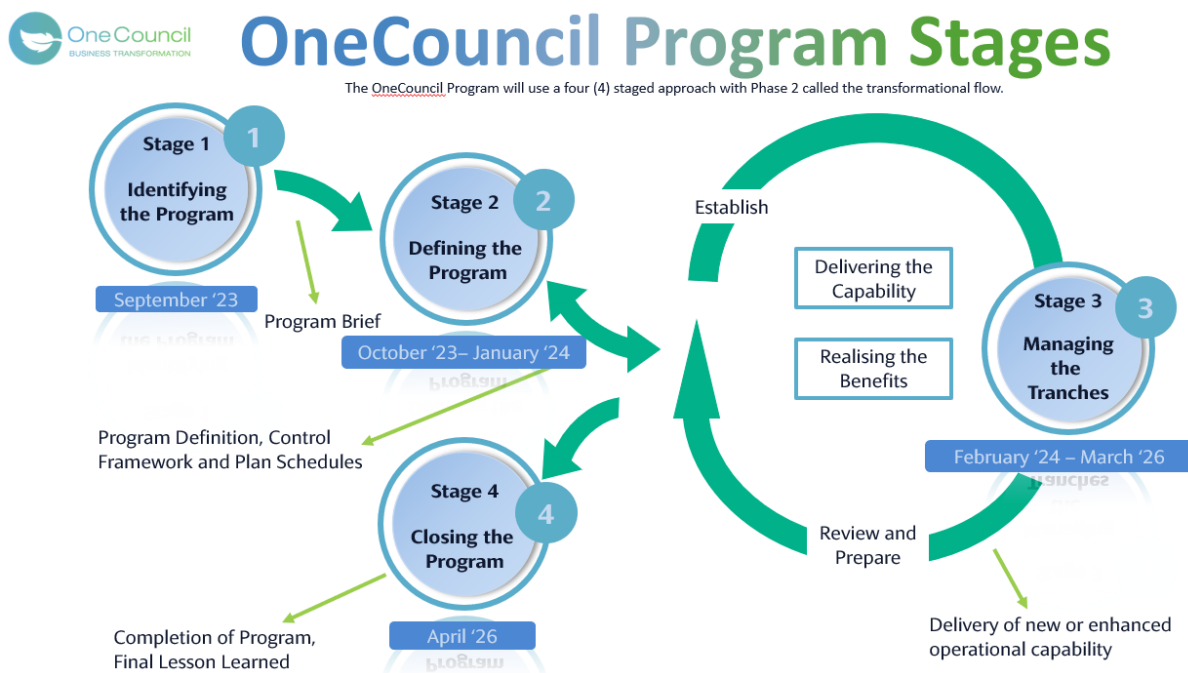 OneCouncil
BUSINESS TRANSFORMATION
OneCouncil Program Stages
The OneCouncil Program will use a four (4) staged approach with Phase 2 called the transformational flow.
Stage 1
1
Identifying
the Program
September ‘23
Program Brief
Stage 2
2
Defining the
Program
October ‘23– January ‘24
Program Definition, Control
Framework and Plan Schedules
Establish
Delivering the
Capability
Realising the
Benefits
Stage 3
3
Managing
the
Tranches
February ‘24 – March ‘26
Review and
Prepare
Delivery of new or enhanced
operational capability
Stage 4
4
Closing the
Program
April ‘26
Completion of Program,
Final Lesson Learned